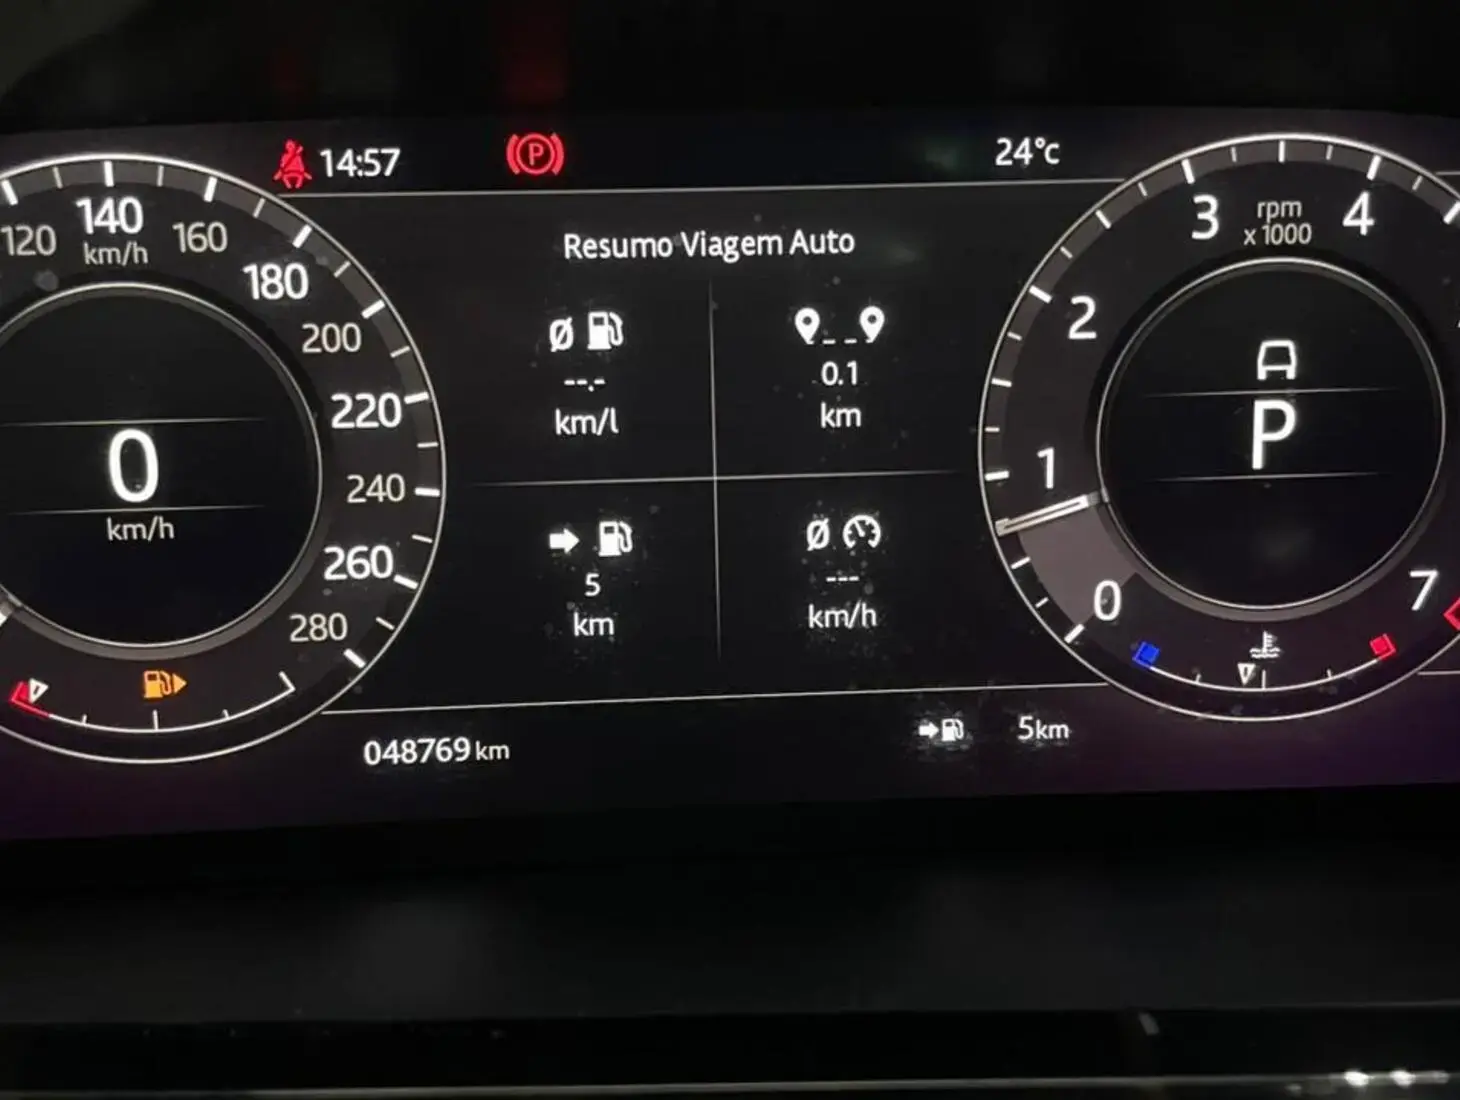 14:57
P
24°c
120
140
km/h
160
180
200
220
240
260
280
0
km/h
Resumo Viagem Auto
Ø
--.-
km/l
0.1
km
5
km
Ø
---
km/h
0
1
2
3
rpm
x 1000
4
7
P
048769 km
5km